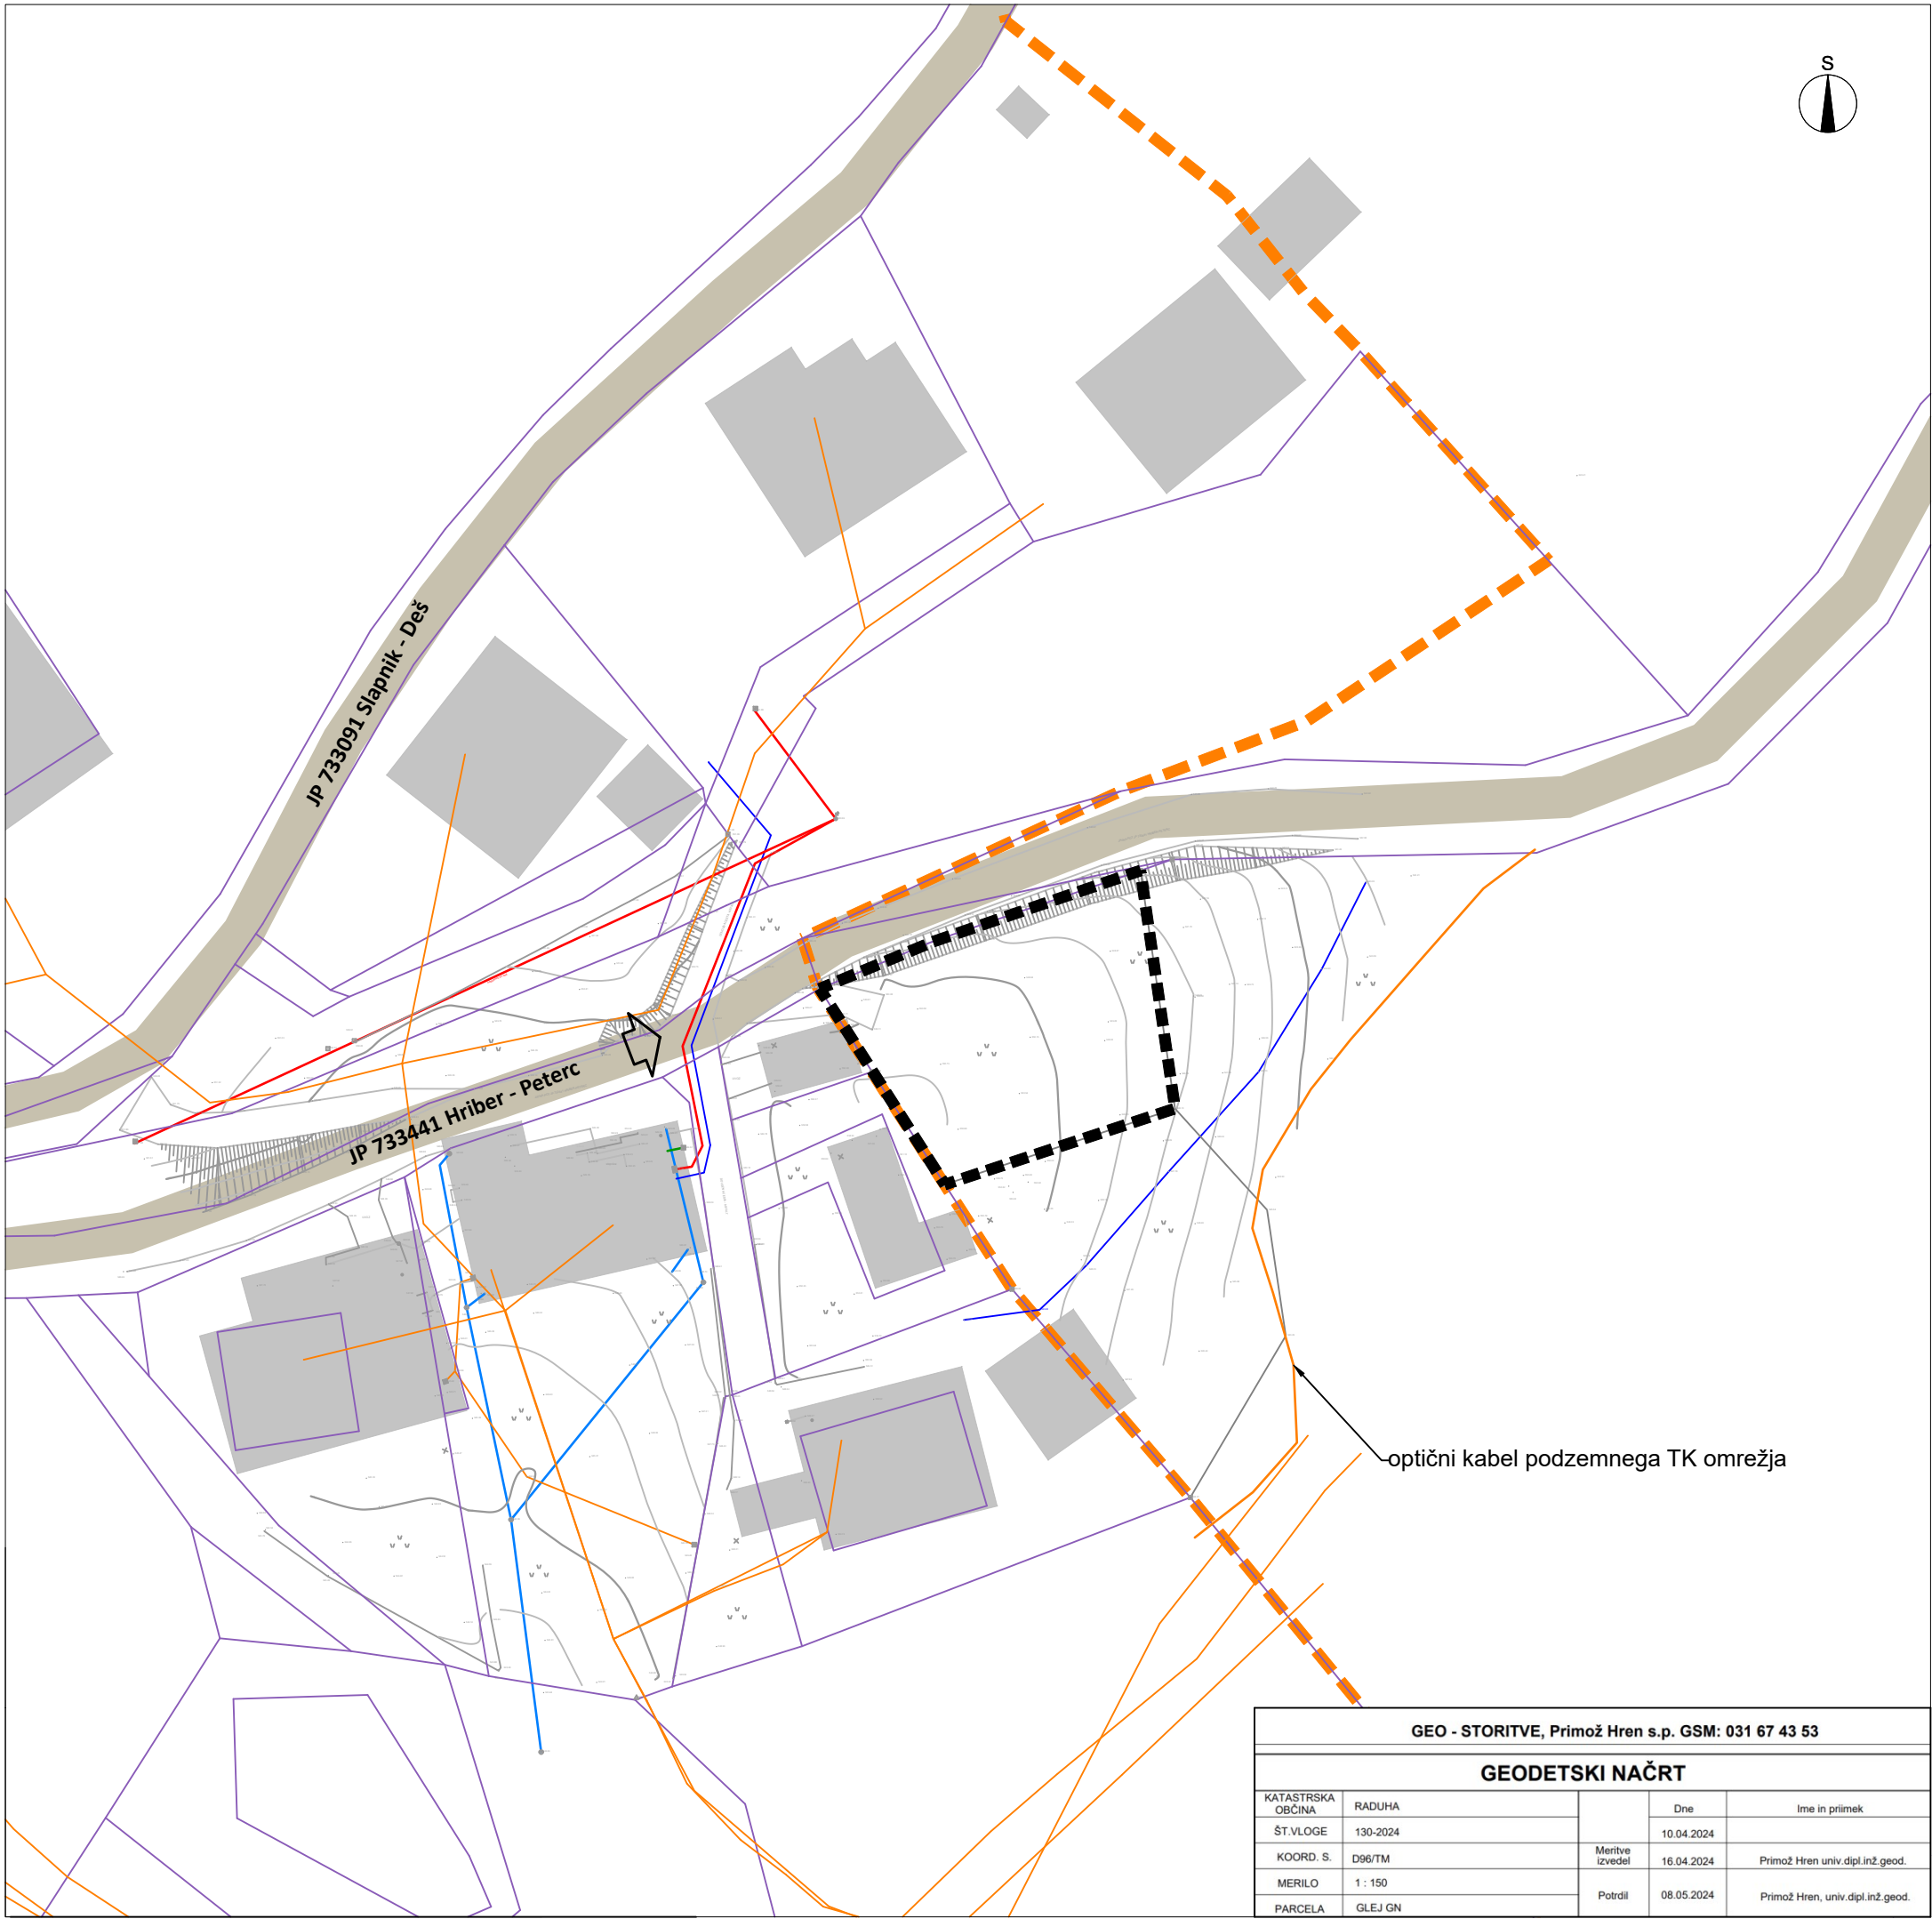 S
JP 733091 Slapnik - Deš
JP 733441 Hriber - Peterc
optični kabel podzemnega TK omrežja
GEO - STORITVE, Primož Hren s.p. GSM: 031 67 43 53
GEODETSKI NAČRT
KATASTRSKA OBČINA RADUHA Dne Ime in priimek
ŠT.VLOGE 130-2024 10.04.2024
KOORD. S. D96/TM Meritve izvedel 16.04.2024 Primož Hren univ.dipl.inž.geod.
MERILO 1 : 150
Potrdil 08.05.2024 Primož Hren, univ.dipl.inž.geod.
PARCELA GLEJ GN